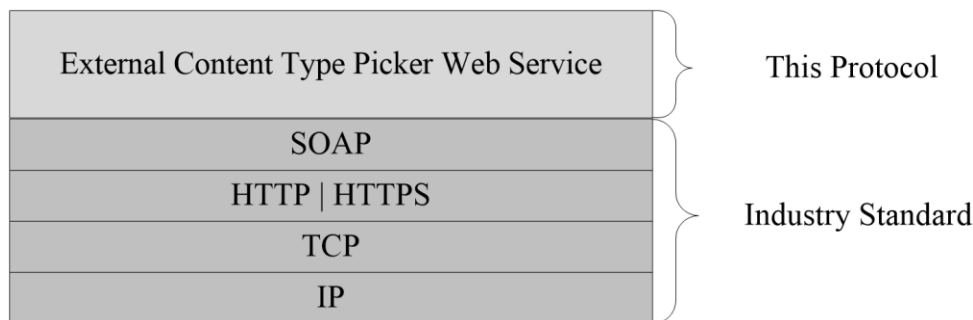 External Content Type Picker Web Service
This Protocol
SOAP
HTTP | HTTPS
TCP
IP
Industry Standard